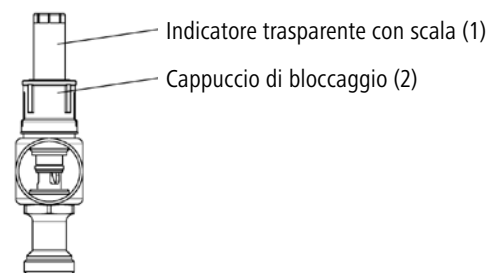 Indicatore trasparente con scala (1)
Cappuccio di bloccaggio (2)